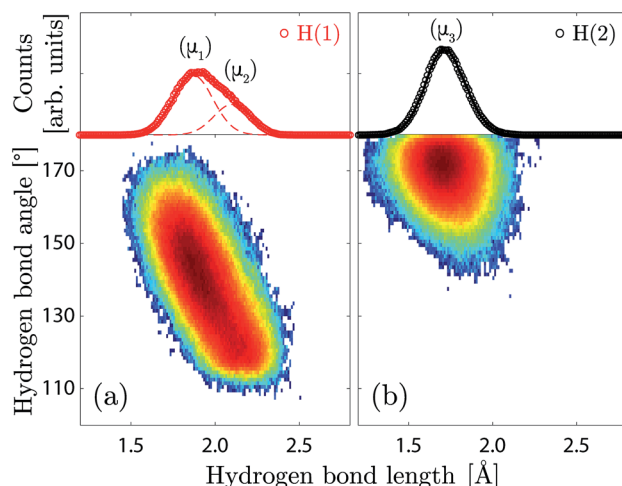 Counts
[arb. units]
(μ₁)
(μ₂)
○ H(1)
(μ₃)
○ H(2)
Hydrogen bond angle [°]
170
150
130
110
(a)
(b)
1.5
2.0
2.5
1.5
2.0
2.5
Hydrogen bond length [Å]